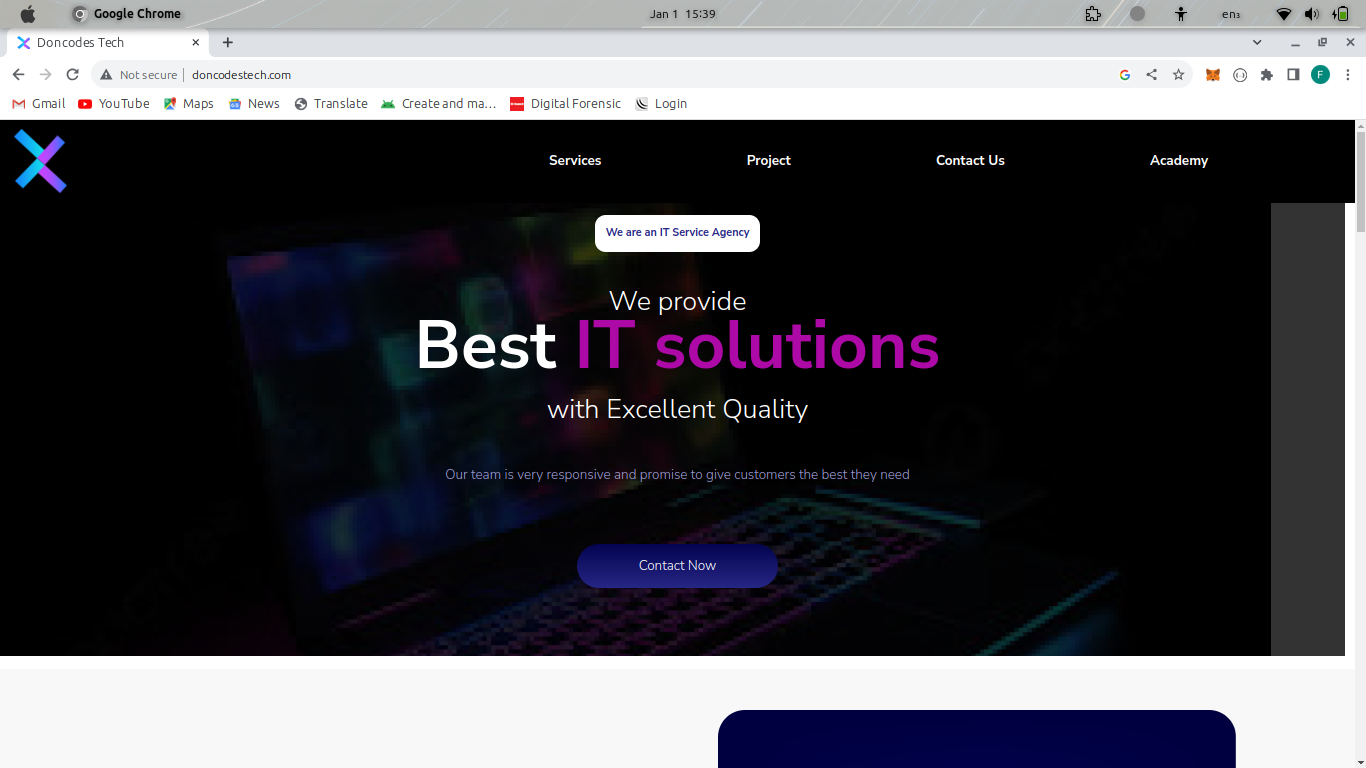 Google Chrome
Jan 1 15:39
en₃
Doncodes Tech
Not secure
doncodestech.com
F
Gmail
YouTube
Maps
News
Translate
Create and ma…
Digital Forensic
Login
Services
Project
Contact Us
Academy
We are an IT Service Agency
We provide
Best IT solutions
with Excellent Quality
Our team is very responsive and promise to give customers the best they need
Contact Now